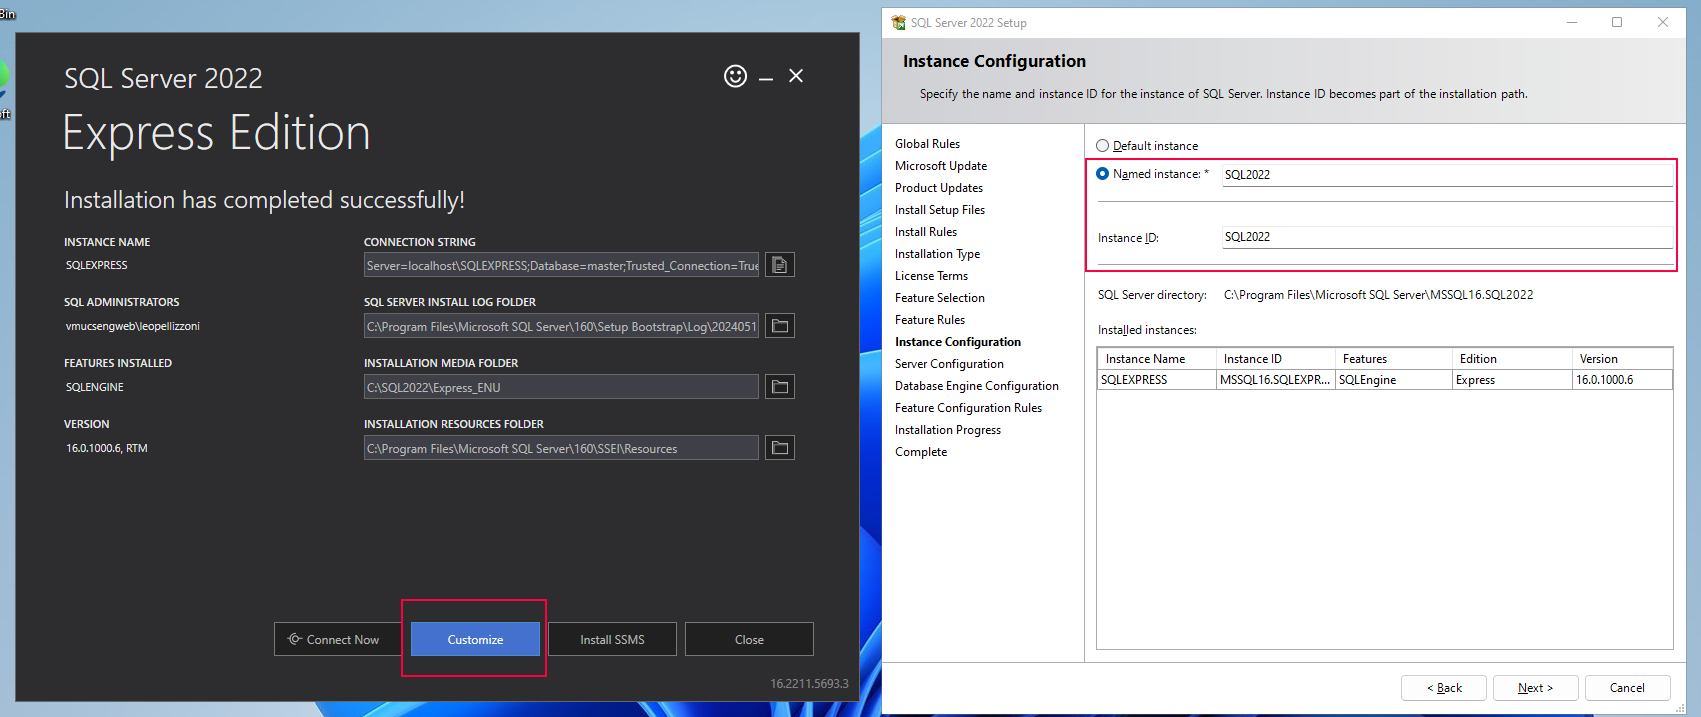 Bin
oft
SQL Server 2022
Express Edition
Installation has completed successfully!
INSTANCE NAME
SQLEXPRESS
CONNECTION STRING
Server=localhost\SQLEXPRESS;Database=master;Trusted_Connection=True
SQL ADMINISTRATORS
vmucsengweb\leopellizzoni
SQL SERVER INSTALL LOG FOLDER
C:\Program Files\Microsoft SQL Server\160\Setup Bootstrap\Log\2024051
FEATURES INSTALLED
SQLENGINE
INSTALLATION MEDIA FOLDER
C:\SQL2022\Express_ENU
VERSION
16.0.1000.6, RTM
INSTALLATION RESOURCES FOLDER
C:\Program Files\Microsoft SQL Server\160\SSEI\Resources
Connect Now
Customize
Install SSMS
Close
16.2211.5693.3
SQL Server 2022 Setup
Instance Configuration
Specify the name and instance ID for the instance of SQL Server. Instance ID becomes part of the installation path.
Global Rules
Microsoft Update
Product Updates
Install Setup Files
Install Rules
Installation Type
License Terms
Feature Selection
Feature Rules
Instance Configuration
Server Configuration
Database Engine Configuration
Feature Configuration Rules
Installation Progress
Complete
Default instance
Named instance: * SQL2022
Instance ID: SQL2022
SQL Server directory: C:\Program Files\Microsoft SQL Server\MSSQL16.SQL2022
Installed instances:
Instance Name Instance ID Features Edition Version
SQLEXPRESS MSSQL16.SQLEXPR... SQLEngine Express 16.0.1000.6
< Back
Next >
Cancel